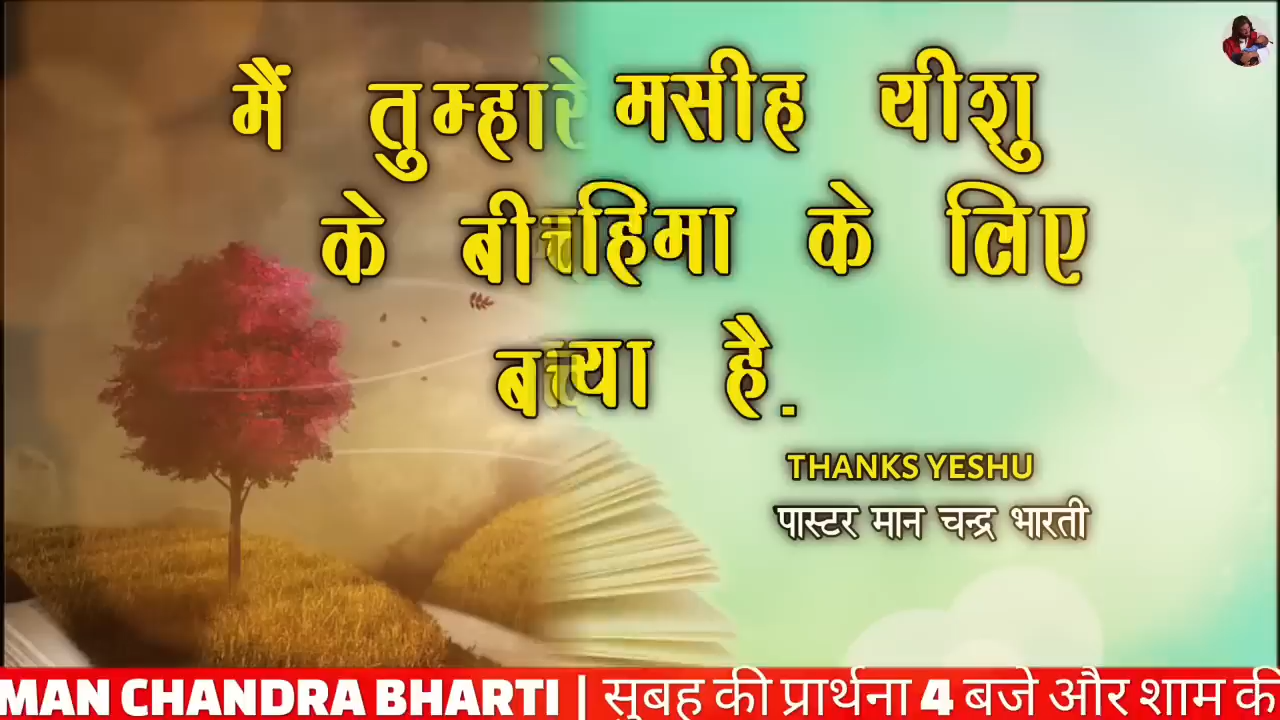 मैं तुम्हारे मसीह यीशु
के के लिए
है.
THANKS YESHU
पास्टर मान चन्द्र भारती
MAN CHANDRA BHARTI | सुबह की प्रार्थना 4 बजे और शाम की